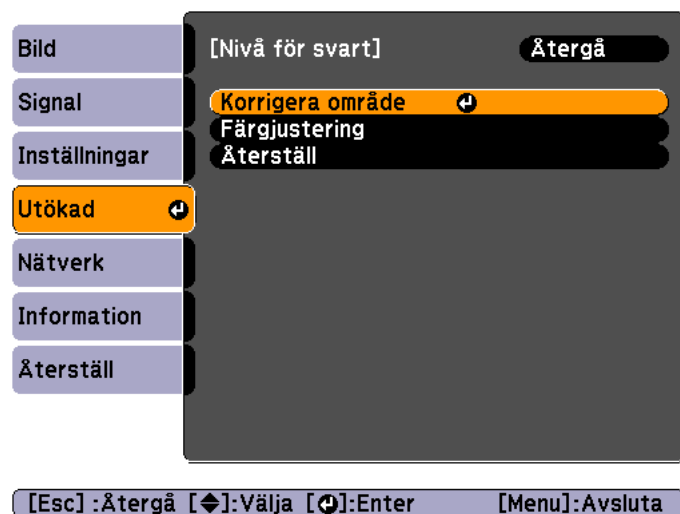 Bild
Signal
Inställningar
Utökad
Nätverk
Information
Återställ
[Nivå för svart] Återgå
Korrigera område
Färgjustering
Återställ
[Esc] :Återgå [◆]:Välja [⏎]:Enter [Menu]:Avsluta